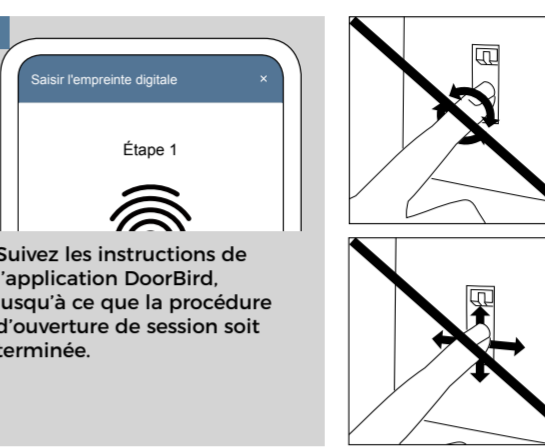 Saisir l'empreinte digitale ×
Étape 1
Suivez les instructions de
l'application DoorBird,
jusqu'à ce que la procédure
d'ouverture de session soit
terminée.